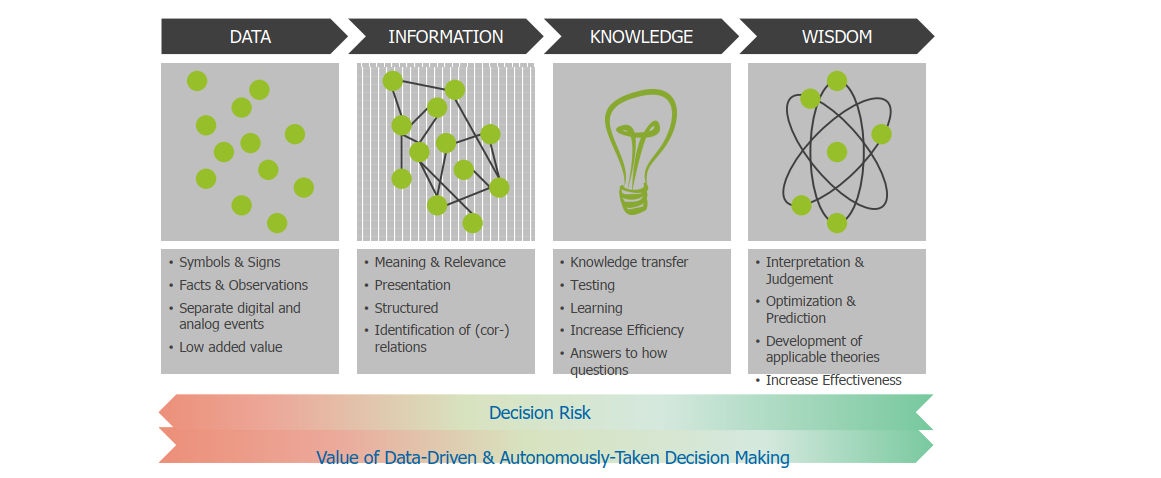 DATA
INFORMATION
KNOWLEDGE
WISDOM
• Symbols & Signs
• Facts & Observations
• Separate digital and
analog events
• Low added value
• Meaning & Relevance
• Presentation
• Structured
• Identification of (cor-)
relations
• Knowledge transfer
• Testing
• Learning
• Increase Efficiency
• Answers to how
questions
• Interpretation &
Judgement
• Optimization &
Prediction
• Development of
applicable theories
• Increase Effectiveness
Decision Risk
Value of Data-Driven & Autonomously-Taken Decision Making